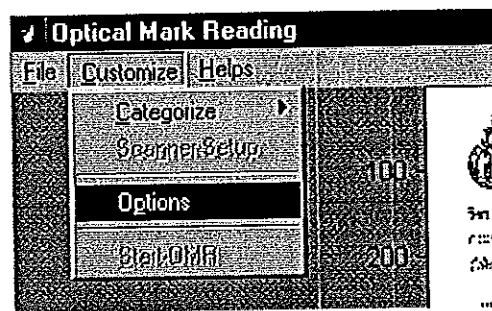 Optical Mark Reading
File Customize Helps
Categorize
Scanner Setup
100
Options
Start OMR
200